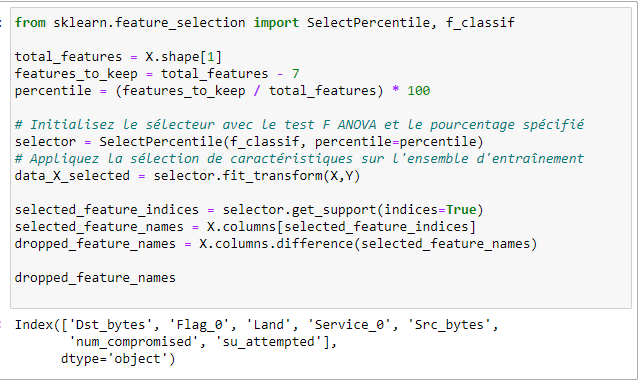 from sklearn.feature_selection import SelectPercentile, f_classif
total_features = X.shape[1]
features_to_keep = total_features - 7
percentile = (features_to_keep / total_features) * 100
# Initialisez le sélecteur avec le test F ANOVA et le pourcentage spécifié
selector = SelectPercentile(f_classif, percentile=percentile)
# Appliquez la sélection de caractéristiques sur l'ensemble d'entraînement
data_X_selected = selector.fit_transform(X,Y)
selected_feature_indices = selector.get_support(indices=True)
selected_feature_names = X.columns[selected_feature_indices]
dropped_feature_names = X.columns.difference(selected_feature_names)
dropped_feature_names
Index(['Dst_bytes', 'Flag_0', 'Land', 'Service_0', 'Src_bytes',
'num_compromised', 'su_attempted'],
dtype='object')